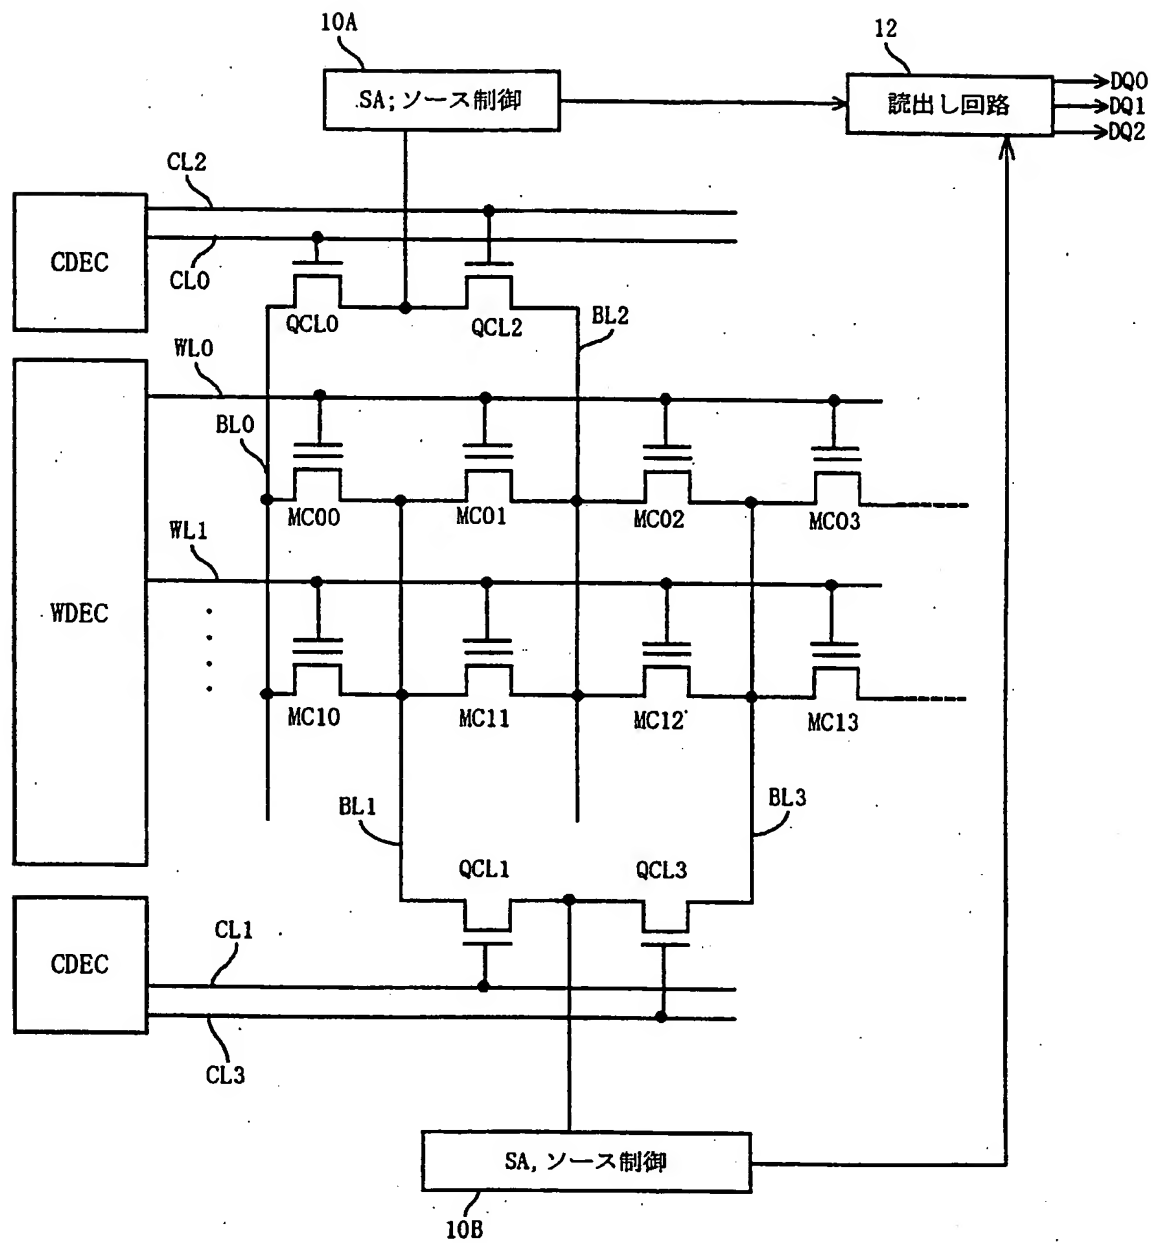 10A
12
SA;ソース制御
読出し回路
DQ0
DQ1
DQ2
CL2
CDEC
CL0
QCL0
QCL2
BL2
WL0
BL0
MC00
MC01
MC02
MC03
WL1
WDEC
MC10
MC11
MC12
MC13
BL1
BL3
QCL1
QCL3
CDEC
CL1
CL3
SA,ソース制御
10B